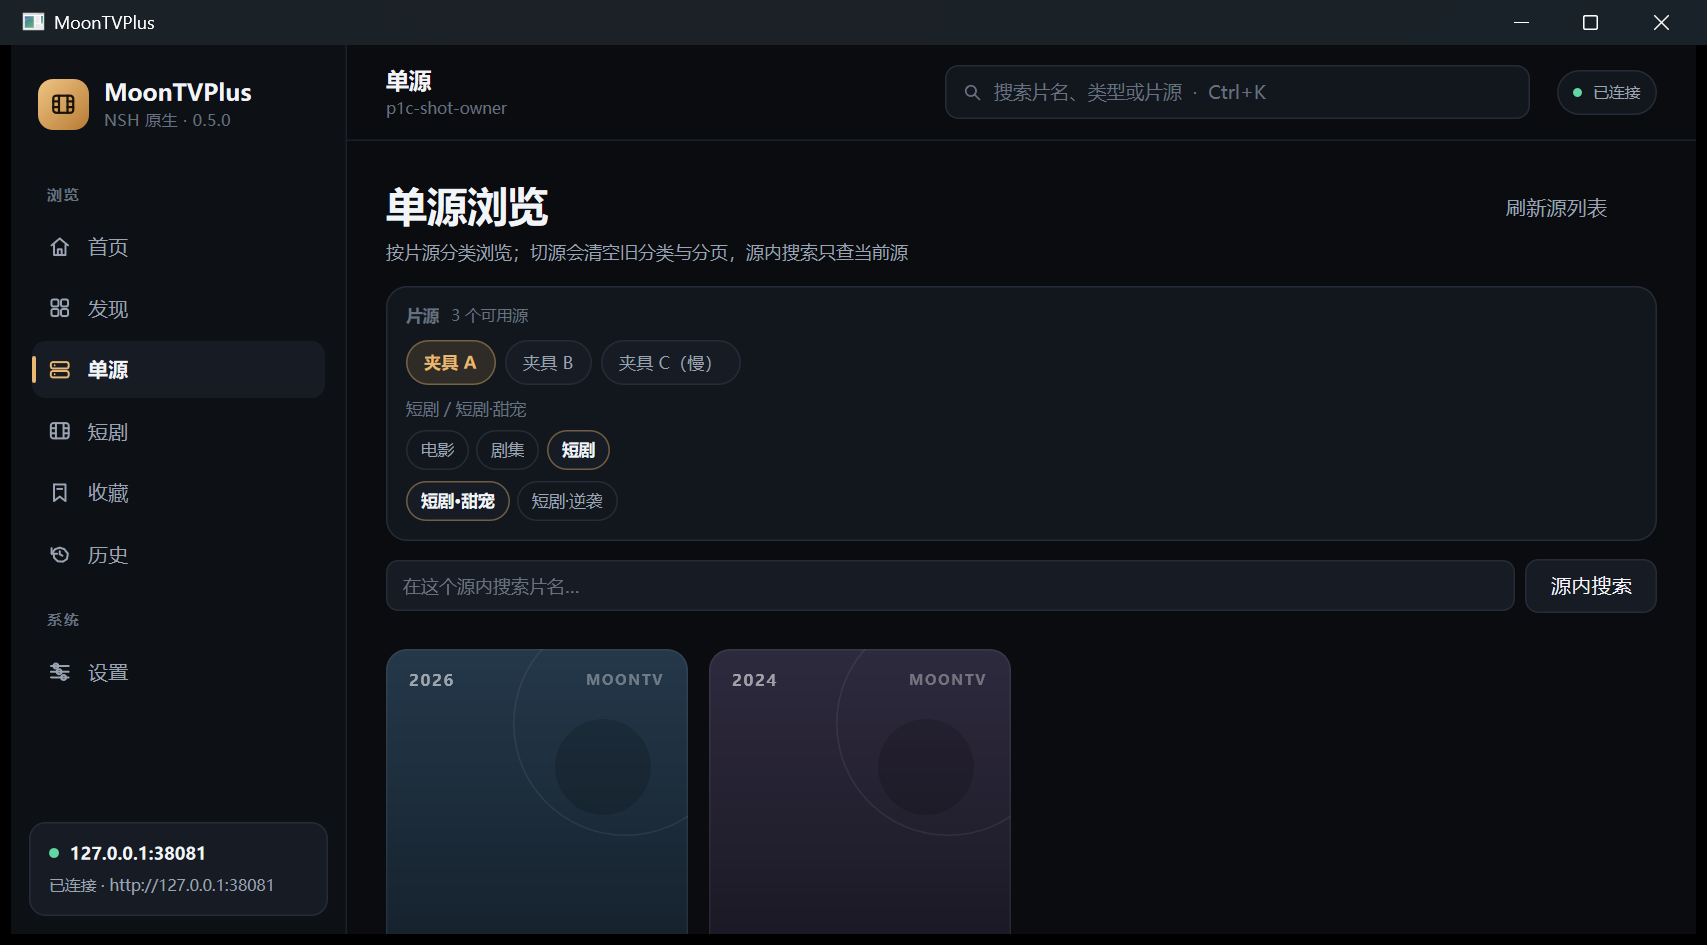 MoonTVPlus
MoonTVPlus
NSH 原生 · 0.5.0
浏览
首页
发现
单源
短剧
收藏
历史
系统
设置
127.0.0.1:38081
已连接 · http://127.0.0.1:38081
单源
p1c-shot-owner
搜索片名、类型或片源 · Ctrl+K
已连接
单源浏览
刷新源列表
按片源分类浏览；切源会清空旧分类与分页，源内搜索只查当前源
片源 3 个可用源
夹具 A 夹具 B 夹具 C（慢）
短剧 / 短剧·甜宠
电影 剧集 短剧
短剧·甜宠 短剧·逆袭
在这个源内搜索片名...
源内搜索
2026 MOONTV
2024 MOONTV